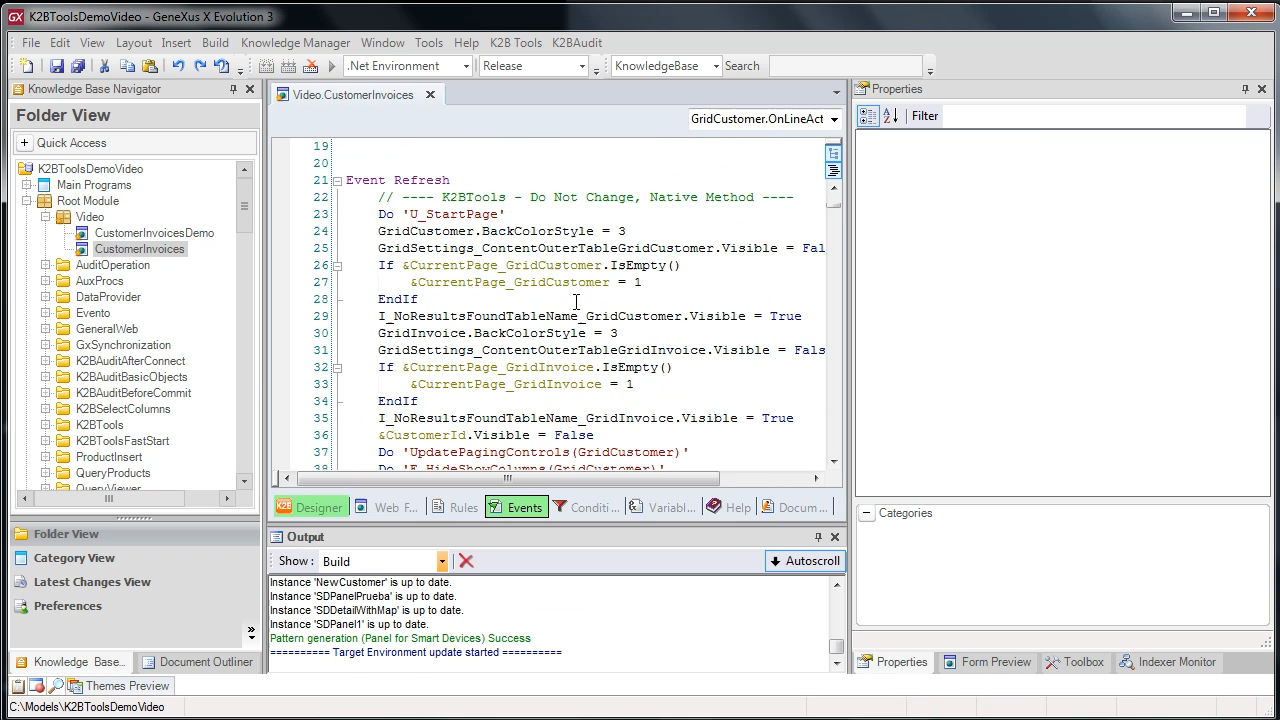 K2BToolsDemoVideo - GeneXus X Evolution 3
File Edit View Layout Insert Build Knowledge Manager Window Tools Help K2B Tools K2BAudit
.Net Environment Release KnowledgeBase Search
Knowledge Base Navigator
Folder View
Quick Access
K2BToolsDemoVideo
Main Programs
Root Module
Video
CustomerInvoicesDemo
CustomerInvoices
AuditOperation
AuxProcs
DataProvider
Evento
GeneralWeb
GxSynchronization
K2BAuditAfterConnect
K2BAuditBasicObjects
K2BAuditBeforeCommit
K2BSelectColumns
K2BTools
K2BToolsFastStart
ProductInsert
QueryProducts
QueryViewer
Folder View
Category View
Latest Changes View
Preferences
Knowledge Base... Document Outliner
Themes Preview
C:\Models\K2BToolsDemoVideo
Video.CustomerInvoices
GridCustomer.OnLineAct
19
20
21 Event Refresh
22 // ---- K2BTools - Do Not Change, Native Method ----
23 Do 'U_StartPage'
24 GridCustomer.BackColorStyle = 3
25 GridSettings_ContentOuterTableGridCustomer.Visible = Fal
26 If &CurrentPage_GridCustomer.IsEmpty()
27 &CurrentPage_GridCustomer = 1
28 EndIf
29 I_NoResultsFoundTableName_GridCustomer.Visible = True
30 GridInvoice.BackColorStyle = 3
31 GridSettings_ContentOuterTableGridInvoice.Visible = Fals
32 If &CurrentPage_GridInvoice.IsEmpty()
33 &CurrentPage_GridInvoice = 1
34 EndIf
35 I_NoResultsFoundTableName_GridInvoice.Visible = True
36 &CustomerId.Visible = False
37 Do 'UpdatePagingControls(GridCustomer)'
38 Do 'E_HideShowColumns(GridCustomer)'
Designer Web F... Rules Events Conditi... Variabl... Help Docum...
Output
Show: Build Autoscroll
Instance 'NewCustomer' is up to date.
Instance 'SDPanelPrueba' is up to date.
Instance 'SDDetailWithMap' is up to date.
Instance 'SDPanel1' is up to date.
Pattern generation (Panel for Smart Devices) Success
========== Target Environment update started ==========
Properties
Filter
Categories
Properties Form Preview Toolbox Indexer Monitor